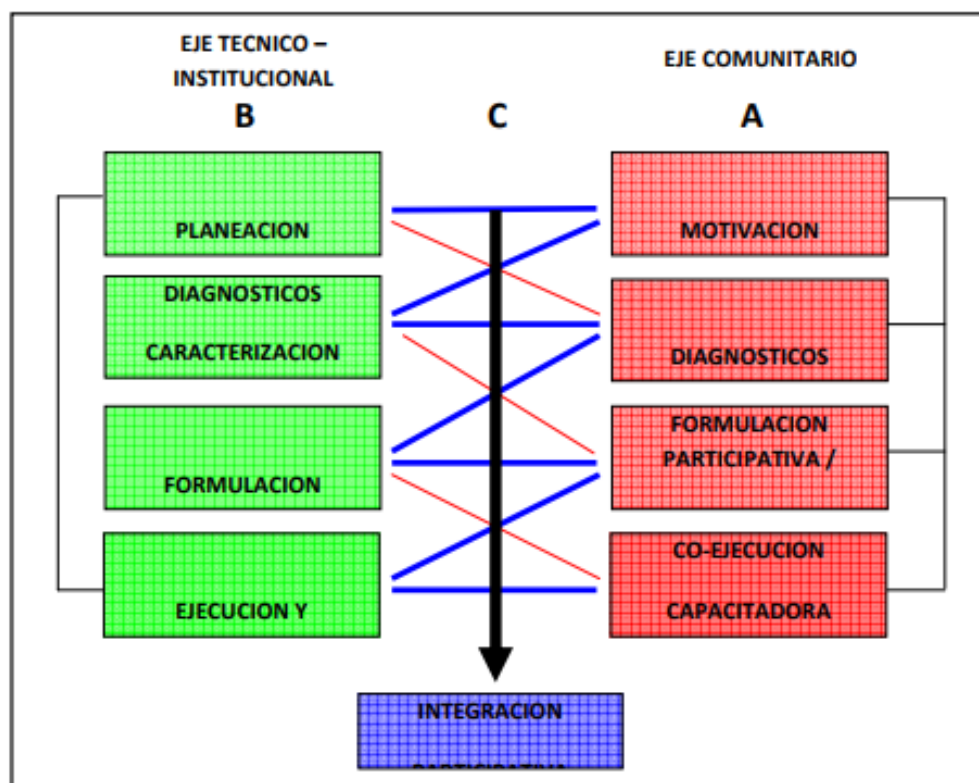 EJE TECNICO –
INSTITUCIONAL
EJE COMUNITARIO
B
C
A
PLANEACION
MOTIVACION
DIAGNOSTICOS
CARACTERIZACION
DIAGNOSTICOS
FORMULACION
FORMULACION
PARTICIPATIVA /
EJECUCION Y
CO-EJECUCION
CAPACITADORA
INTEGRACION